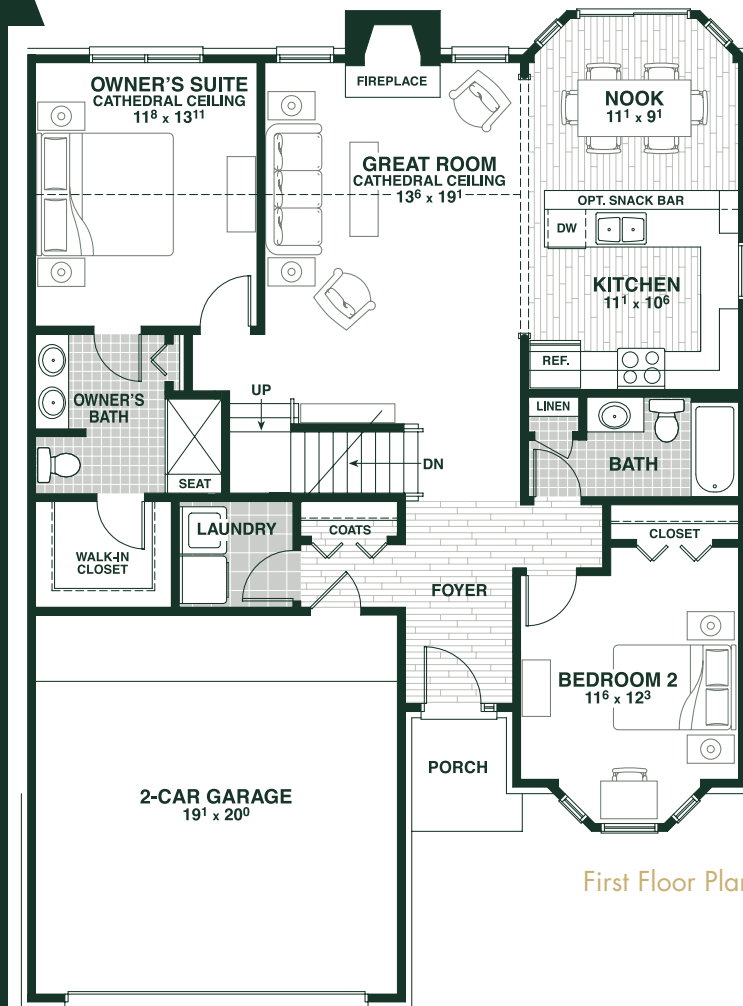 OWNER'S SUITE
CATHEDRAL CEILING
11⁸ x 13¹¹
FIREPLACE
GREAT ROOM
CATHEDRAL CEILING
13⁶ x 19¹
NOOK
11¹ x 9¹
OPT. SNACK BAR
DW
KITCHEN
11¹ x 10⁶
REF.
OWNER'S
BATH
UP
LINEN
BATH
DN
SEAT
LAUNDRY
COATS
CLOSET
WALK-IN
CLOSET
FOYER
BEDROOM 2
11⁶ x 12³
PORCH
2-CAR GARAGE
19¹ x 20⁰
First Floor Plan